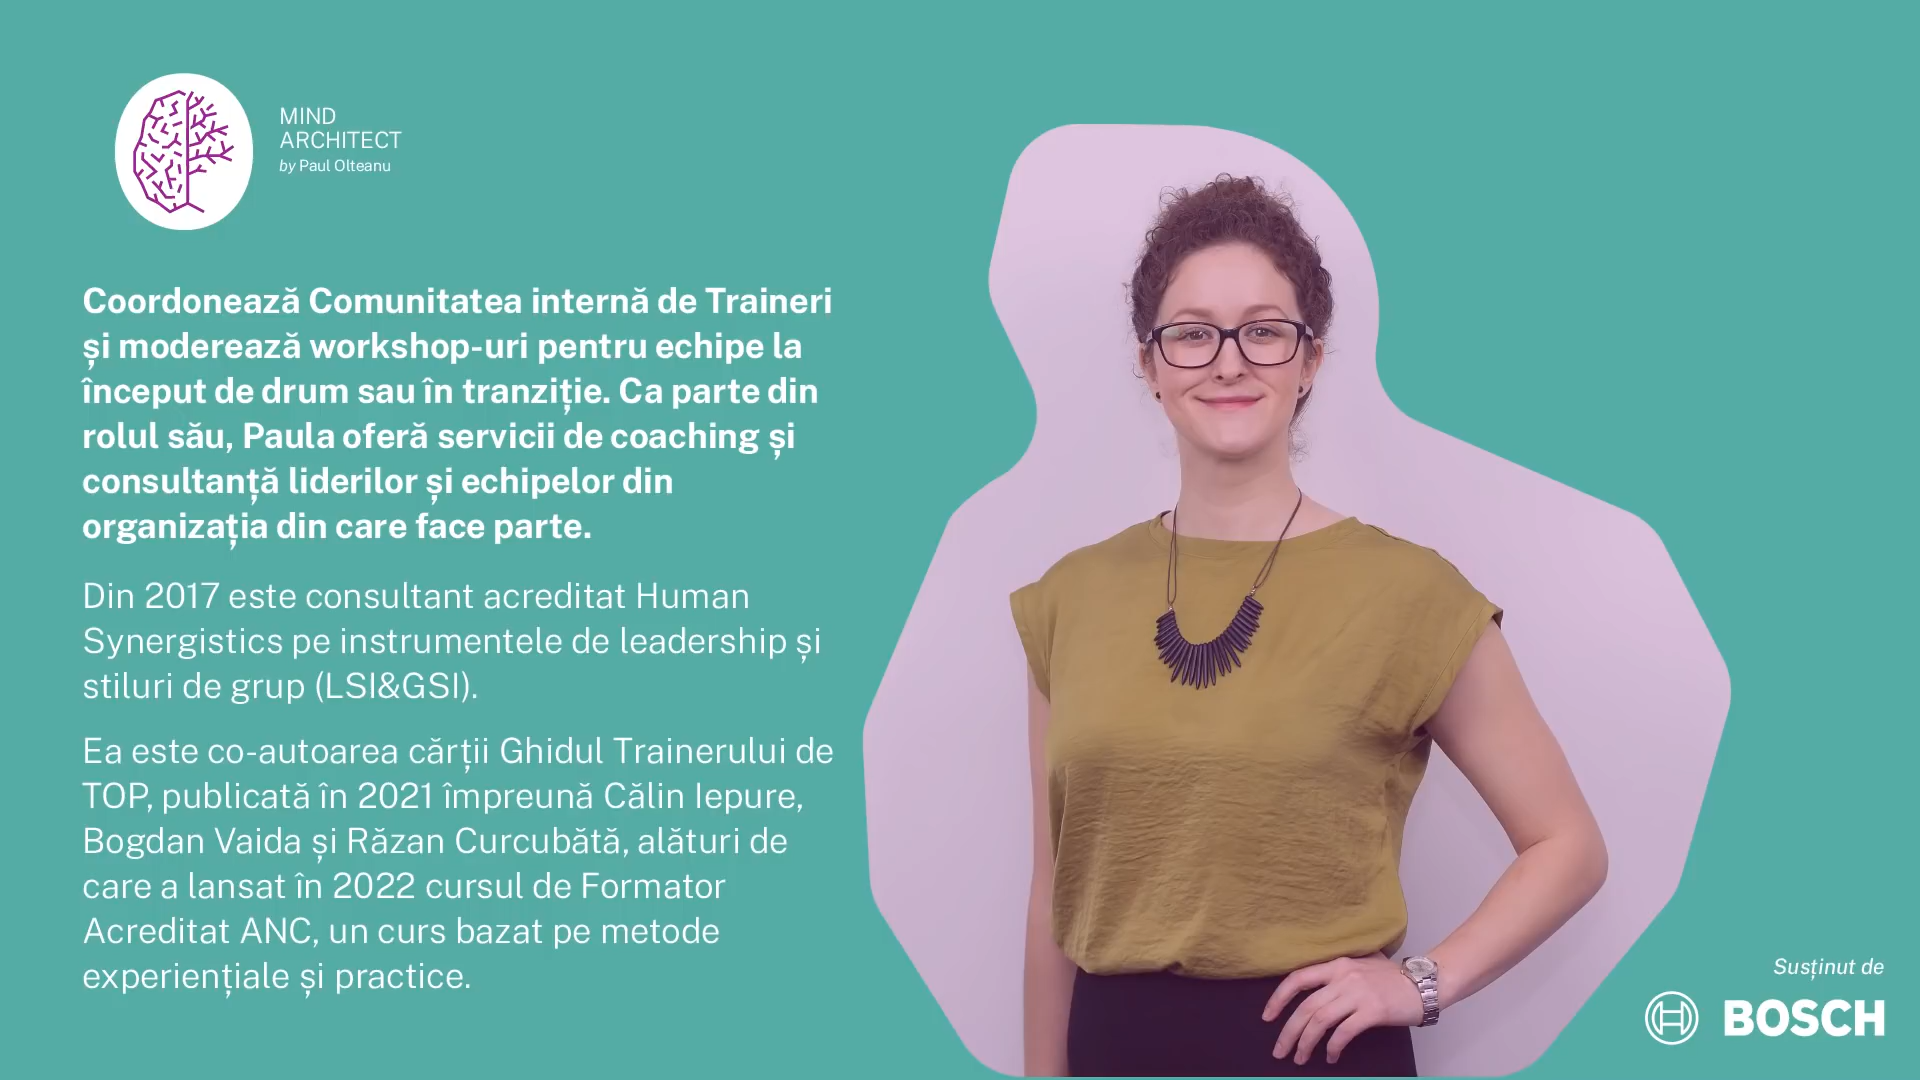 MIND
ARCHITECT
by Paul Olteanu
Coordonează Comunitatea internă de Traineri
și moderează workshop-uri pentru echipe la
început de drum sau în tranziție. Ca parte din
rolul său, Paula oferă servicii de coaching și
consultanță liderilor și echipelor din
organizația din care face parte.
Din 2017 este consultant acreditat Human
Synergistics pe instrumentele de leadership și
stiluri de grup (LSI&GSI).
Ea este co-autoarea cărții Ghidul Trainerului de
TOP, publicată în 2021 împreună Călin Iepure,
Bogdan Vaida și Răzan Curcubătă, alături de
care a lansat în 2022 cursul de Formator
Acreditat ANC, un curs bazat pe metode
experiențiale și practice.
Susținut de
BOSCH